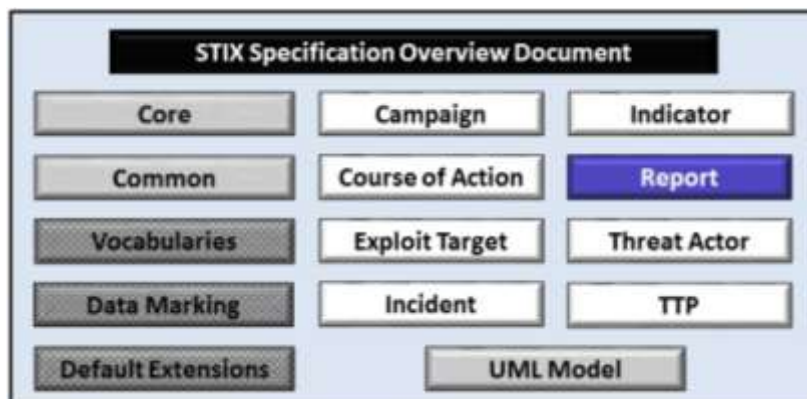 STIX Specification Overview Document
Core Campaign Indicator
Common Course of Action Report
Vocabularies Exploit Target Threat Actor
Data Marking Incident TTP
Default Extensions UML Model